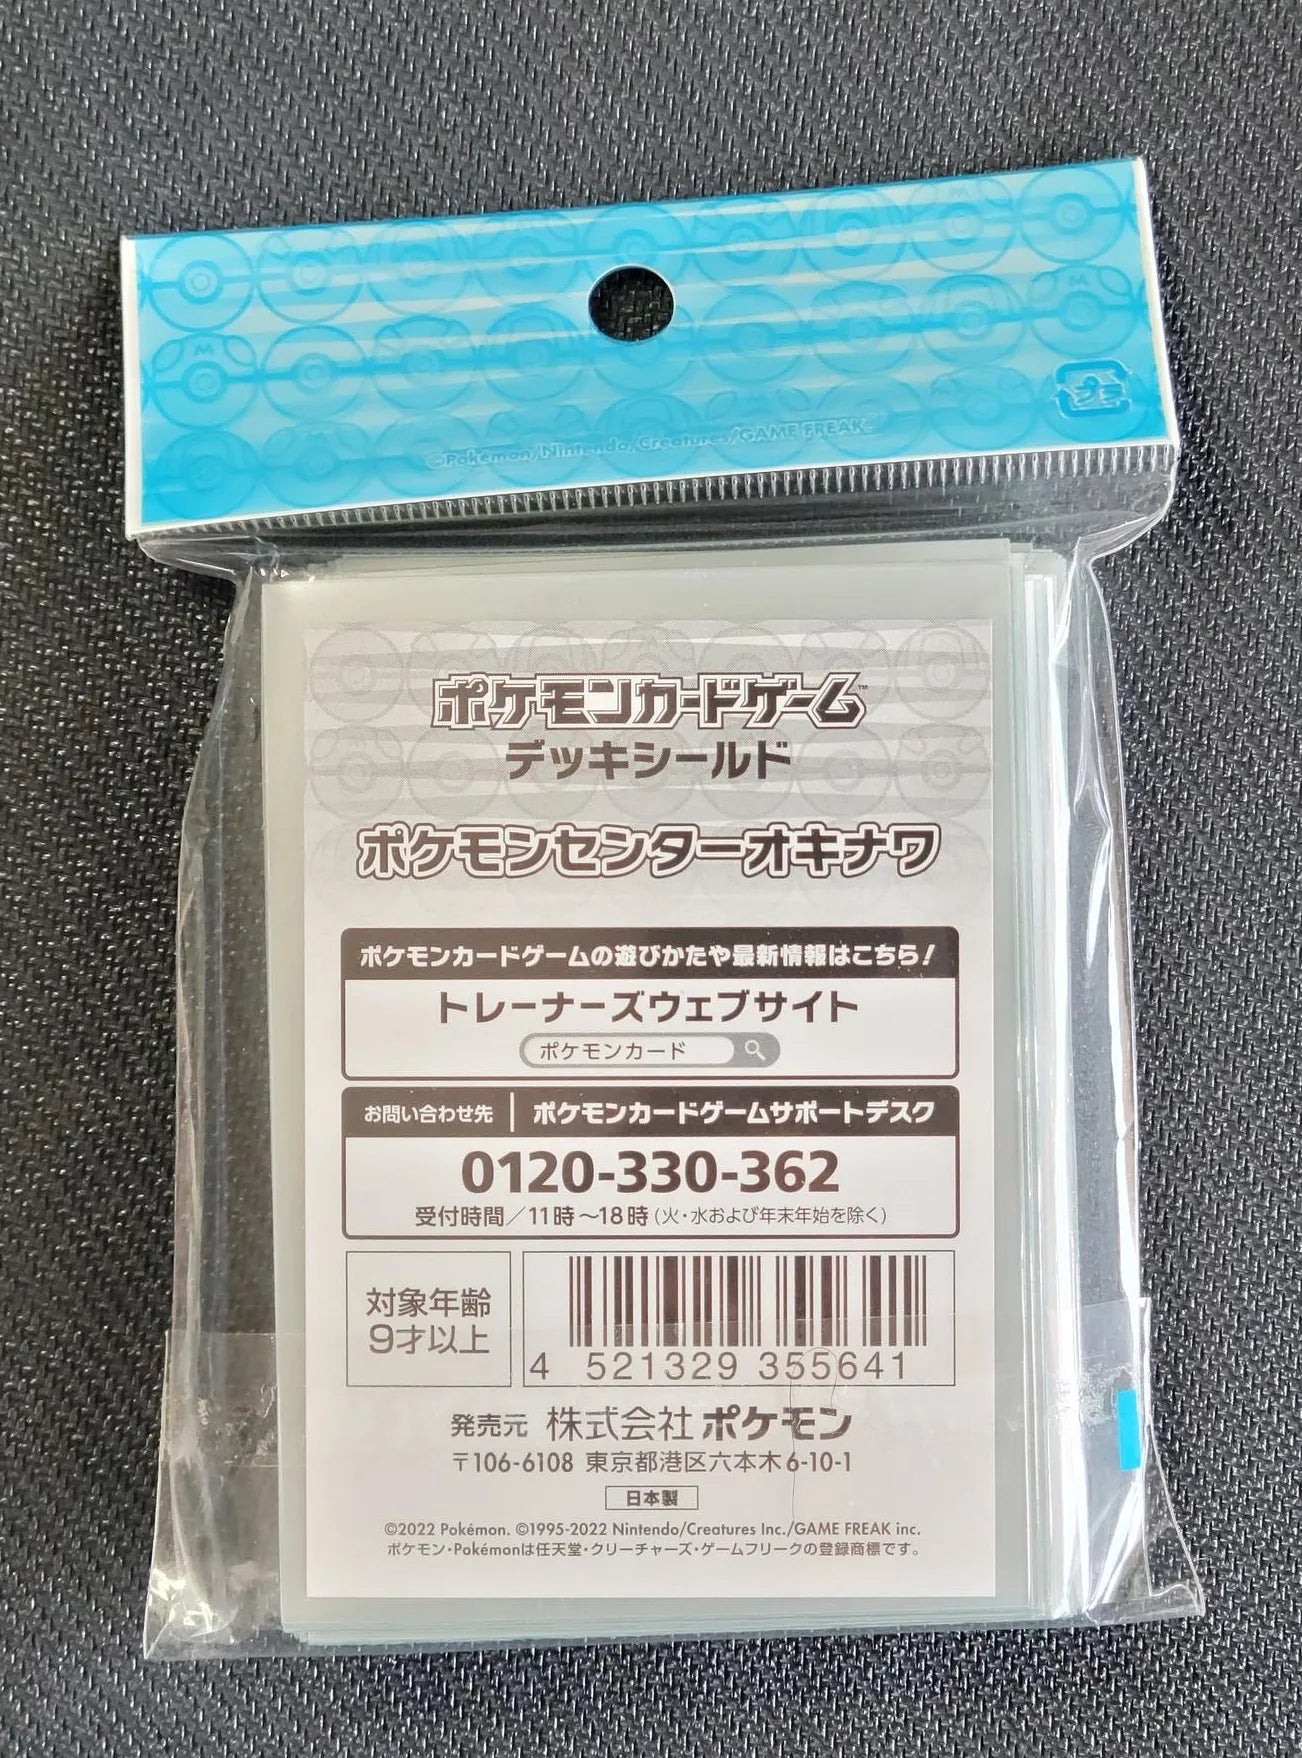 プラ
©Pokémon/Nintendo/Creatures/GAME FREAK.
ポケモンカードゲーム™
デッキシールド
ポケモンセンターオキナワ
ポケモンカードゲームの遊びかたや最新情報はこちら!
トレーナーズウェブサイト
ポケモンカード
お問い合わせ先 | ポケモンカードゲームサポートデスク
0120-330-362
受付時間/11時~18時(火・水および年末年始を除く)
対象年齢
9才以上
4 521329 355641
発売元 株式会社ポケモン
〒106-6108 東京都港区六本木6-10-1
日本製
©2022 Pokémon. ©1995-2022 Nintendo/Creatures Inc./GAME FREAK inc.
ポケモン・Pokémonは任天堂・クリーチャーズ・ゲームフリークの登録商標です。